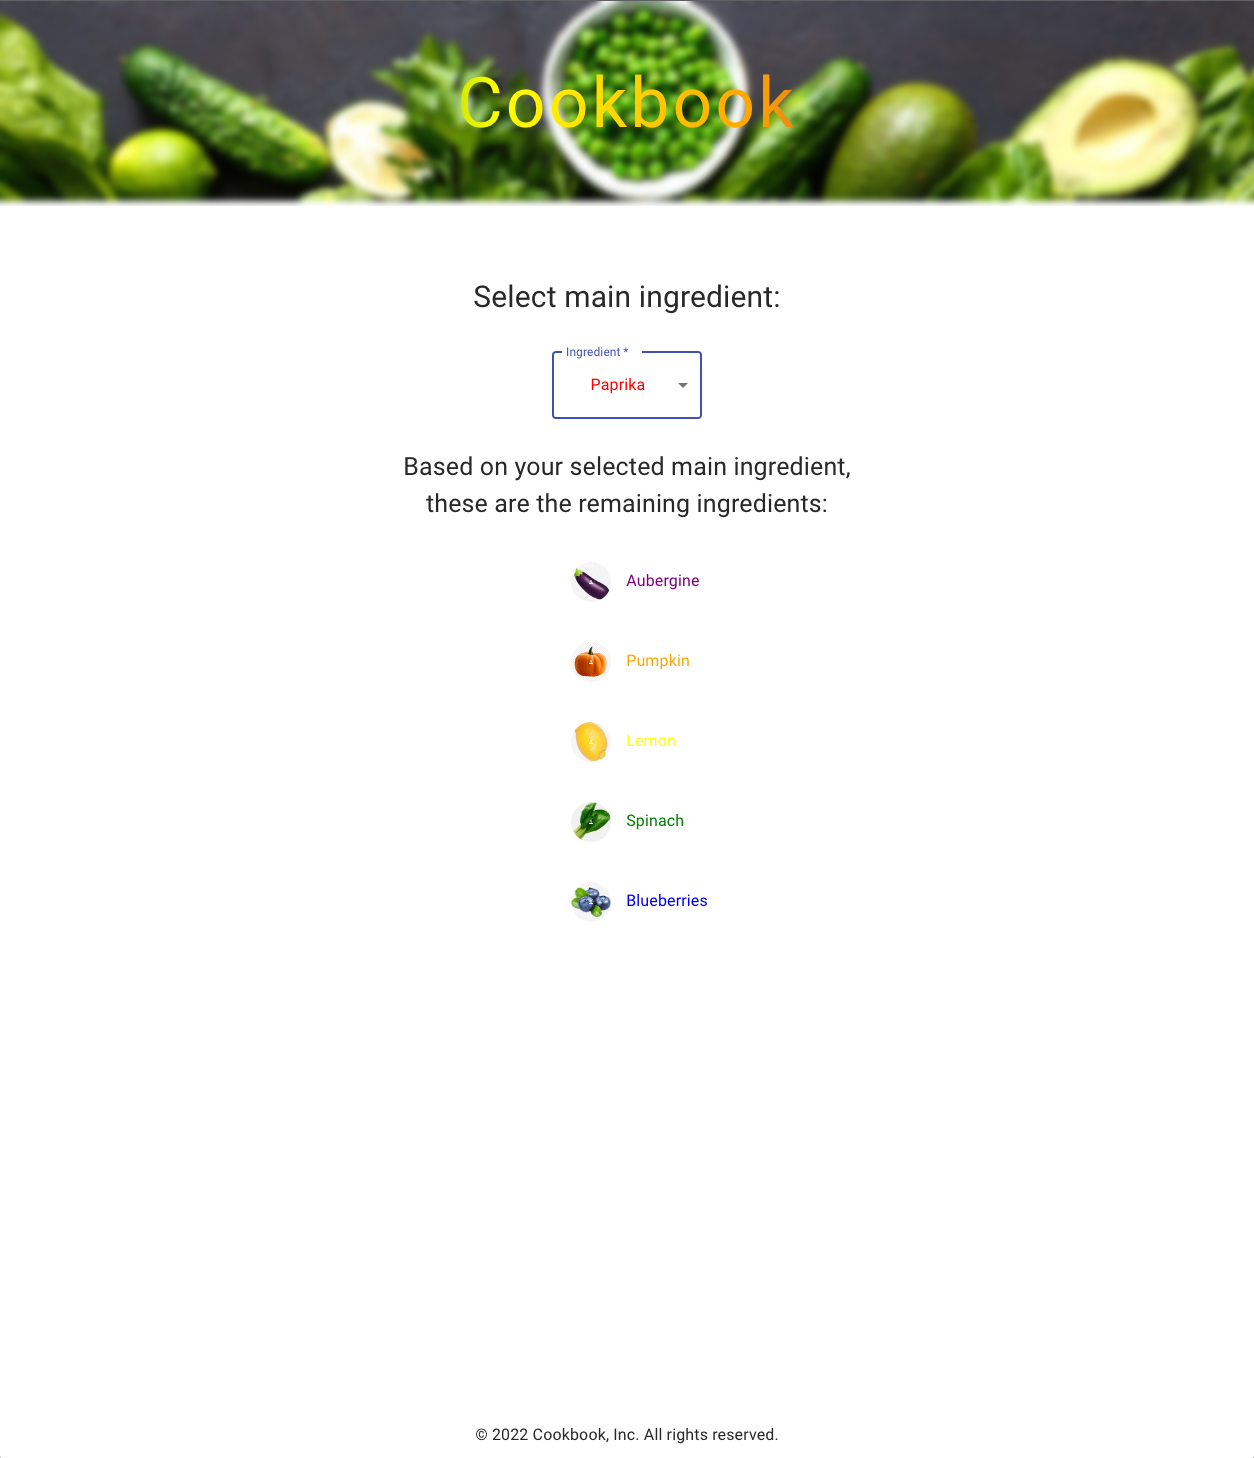 Cookbook
Select main ingredient:
Ingredient *
Paprika
Based on your selected main ingredient,
these are the remaining ingredients:
Aubergine
Pumpkin
Lemon
Spinach
Blueberries
© 2022 Cookbook, Inc. All rights reserved.